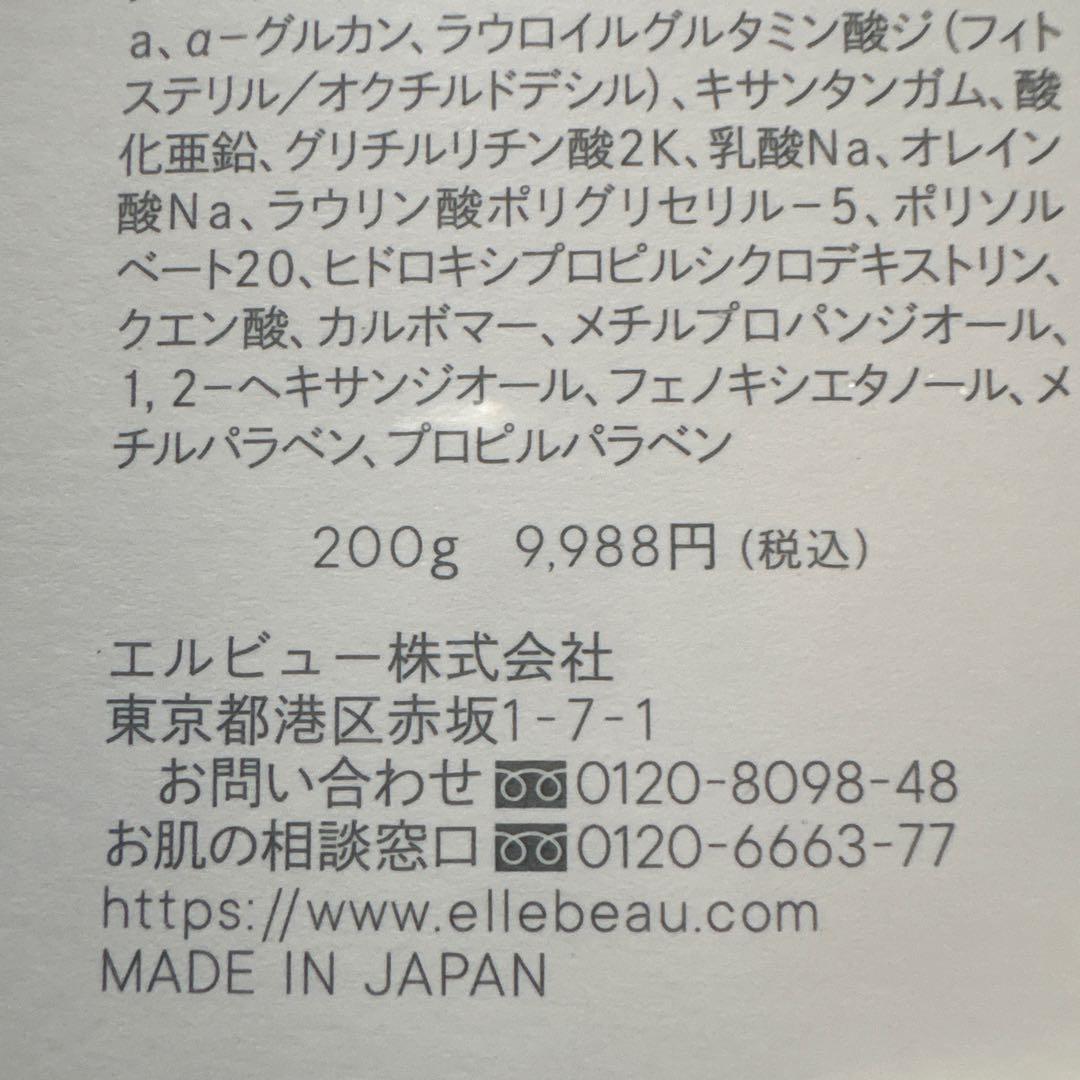 a、α－グルカン、ラウロイルグルタミン酸ジ（フィト
ステリル／オクチルドデシル）、キサンタンガム、酸
化亜鉛、グリチルリチン酸2K、乳酸Na、オレイン
酸Na、ラウリン酸ポリグリセリル－5、ポリソル
ベート20、ヒドロキシプロピルシクロデキストリン、
クエン酸、カルボマー、メチルプロパンジオール、
1, 2－ヘキサンジオール、フェノキシエタノール、メ
チルパラベン、プロピルパラベン
200g 9,988円（税込）
エルビュー株式会社
東京都港区赤坂1-7-1
お問い合わせ 0120-8098-48
お肌の相談窓口 0120-6663-77
https://www.ellebeau.com
MADE IN JAPAN